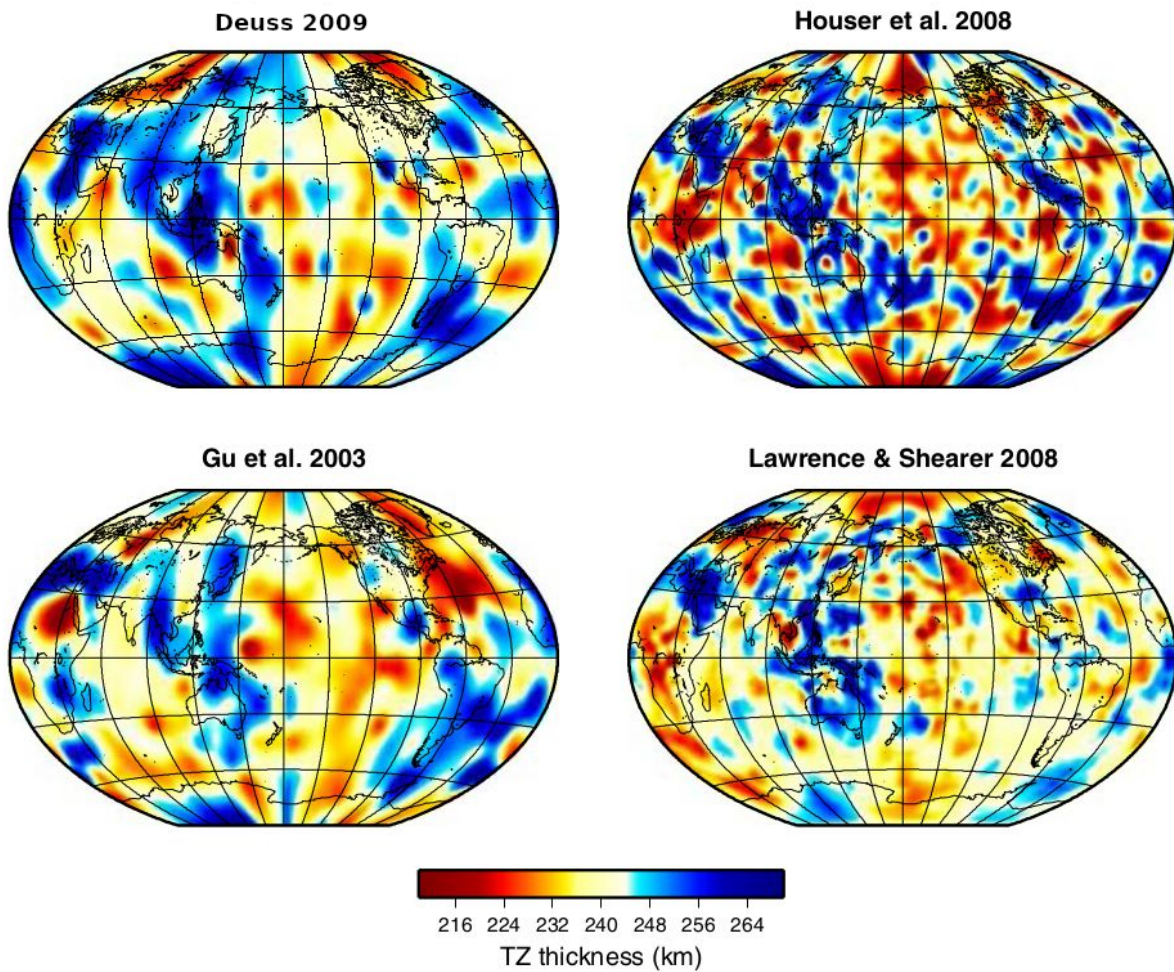 Deuss 2009
Houser et al. 2008
Gu et al. 2003
Lawrence & Shearer 2008
216 224 232 240 248 256 264
TZ thickness (km)